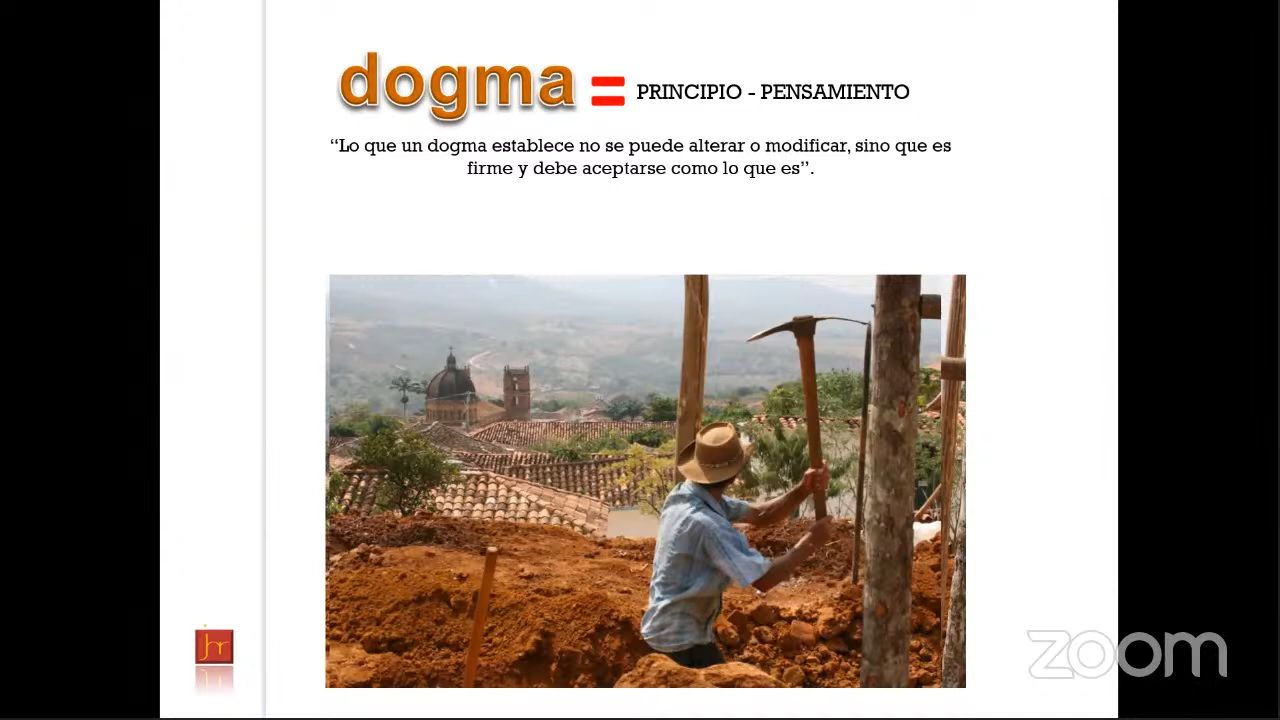 dogma = PRINCIPIO - PENSAMIENTO
“Lo que un dogma establece no se puede alterar o modificar, sino que es
firme y debe aceptarse como lo que es”.
jhr
zoom